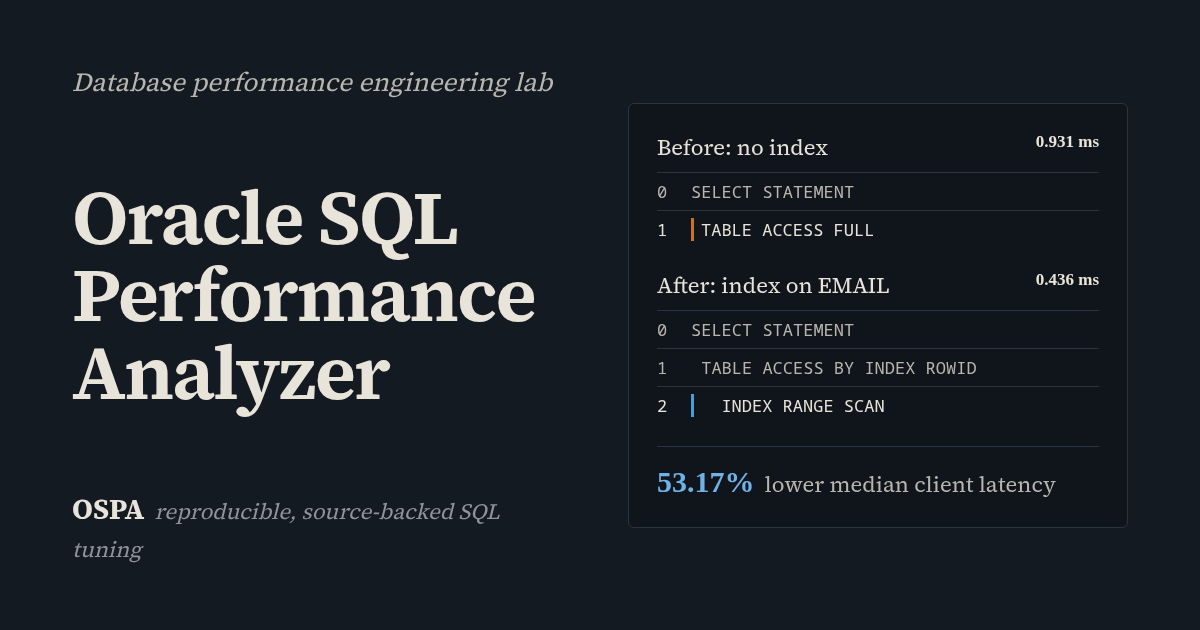 Database performance engineering lab
Oracle SQL
Performance
Analyzer
OSPA reproducible, source-backed SQL
tuning
Before: no index 0.931 ms
0 SELECT STATEMENT
1 TABLE ACCESS FULL
After: index on EMAIL 0.436 ms
0 SELECT STATEMENT
1 TABLE ACCESS BY INDEX ROWID
2 INDEX RANGE SCAN
53.17% lower median client latency